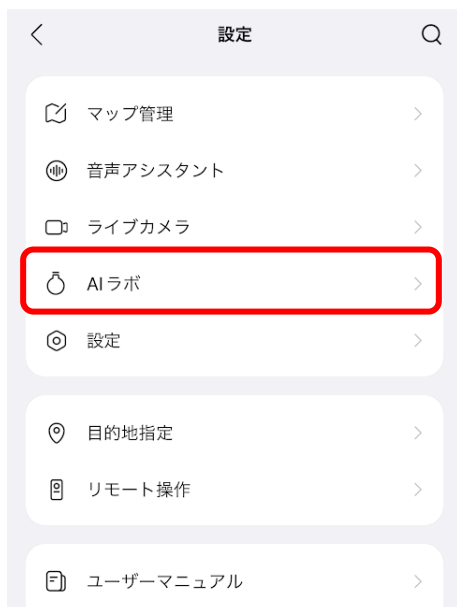 設定
マップ管理
音声アシスタント
ライブカメラ
AIラボ
設定
目的地指定
リモート操作
ユーザーマニュアル